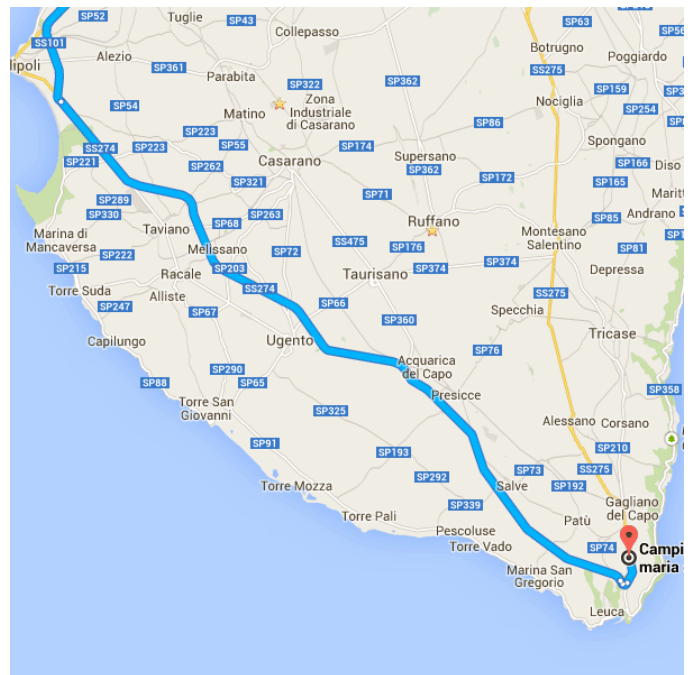 SP52
Tuglie
SP43
Collepasso
SP63
SS101
Alezio
SP361
Parabita
SP322
SP362
Botrugno
SS275
Poggiardo
lipoli
SP54
Matino
Zona
Industriale
di Casarano
SP159
Nociglia
SP254
SP86
SP223
SP55
SS274
SP223
SP174
Spongano
SP221
SP262
Casarano
Supersano
SP362
SP172
SP166
Diso
SP321
SP71
SP165
SP289
SP263
SP330
SP68
Ruffano
SP85
Andrano
Marina di
Mancaversa
Taviano
SS475
SP176
Montesano
Salentino
SP81
SP222
Melissano
SP72
SP215
Racale
SP203
Taurisano
SP374
SP374
Depressa
Torre Suda
Alliste
SS274
SS275
SP247
SP67
SP66
Specchia
SP360
Tricase
Capilungo
Ugento
SP76
SP290
Acquarica
del Capo
SP88
SP65
SP358
Presicce
Torre San
Giovanni
SP325
Alessano
Corsano
SP91
SP210
SP193
SP73
SS275
SP292
Torre Mozza
Salve
SP192
SP339
Gagliano
del Capo
Torre Pali
Patù
Pescoluse
SP74
Torre Vado
Campi
maria
Marina San
Gregorio
Leuca